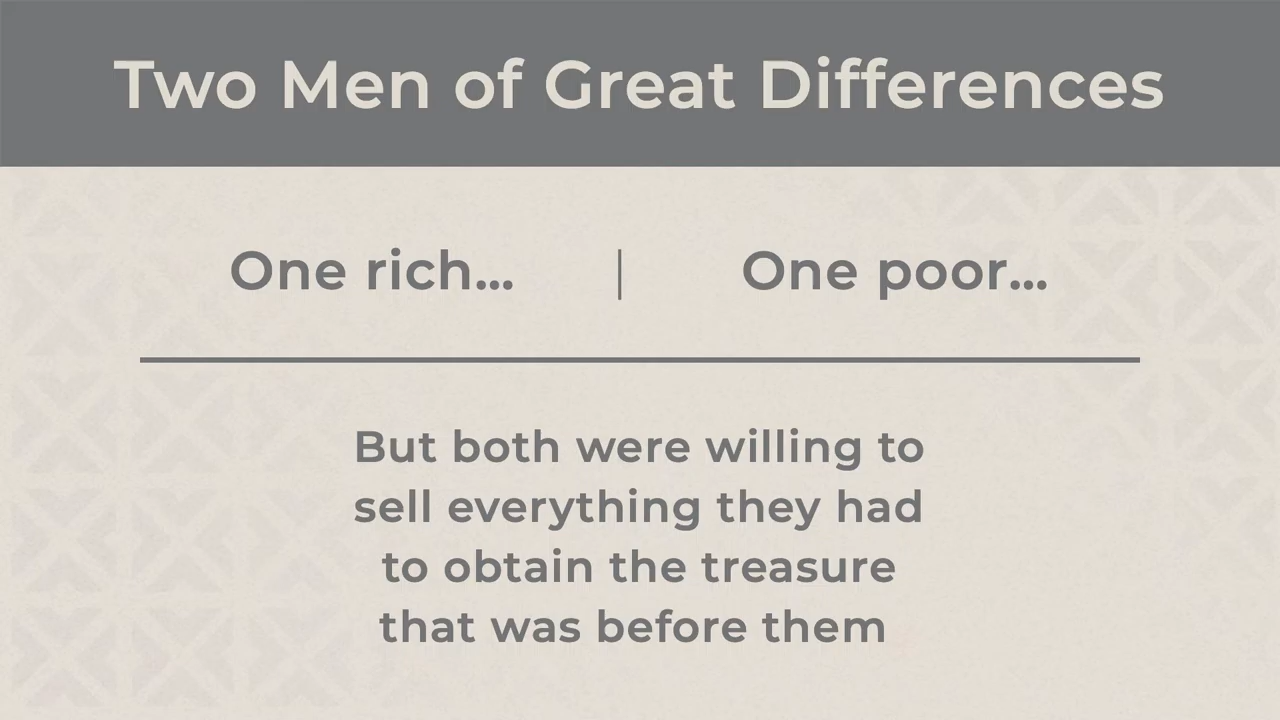 Two Men of Great Differences
One rich... | One poor...
But both were willing to
sell everything they had
to obtain the treasure
that was before them